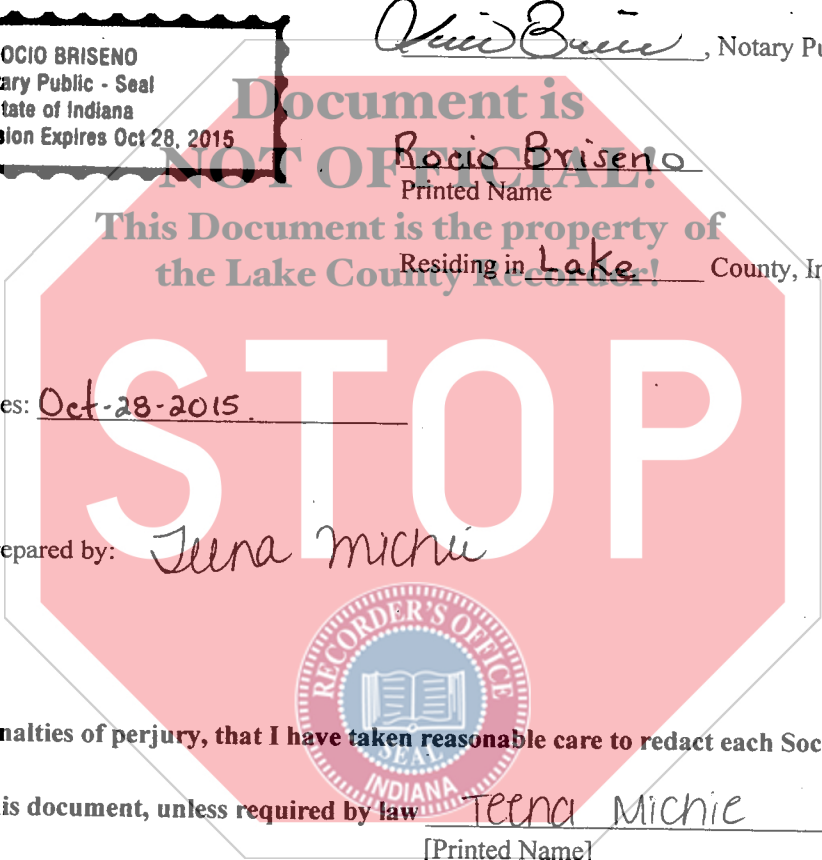 OCIO BRISENO
ary Public - Seal
tate of Indiana
sion Expires Oct 28, 2015
, Notary Pu
Document is
NOT OFFICIAL!
Rocio Briseno
Printed Name
This Document is the property of
the Lake County Recorder!
Residing in Lake County, In
STOP
es: Oct-28-2015.
epared by: Teena Michie
RECORDER'S OFFICE
SEAL
INDIANA
nalties of perjury, that I have taken reasonable care to redact each Soc
is document, unless required by law Teena Michie
[Printed Name]